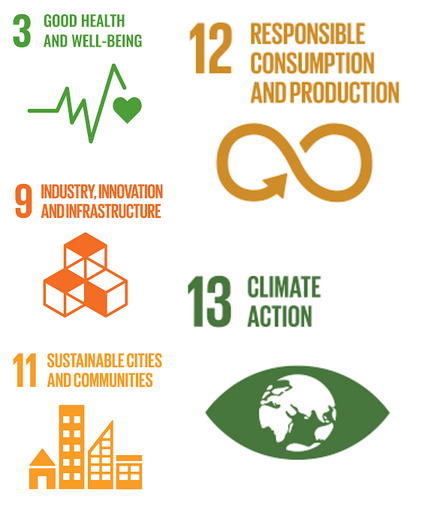 3 GOOD HEALTH
AND WELL-BEING
9 INDUSTRY, INNOVATION
AND INFRASTRUCTURE
11 SUSTAINABLE CITIES
AND COMMUNITIES
12 RESPONSIBLE
CONSUMPTION
AND PRODUCTION
13 CLIMATE
ACTION